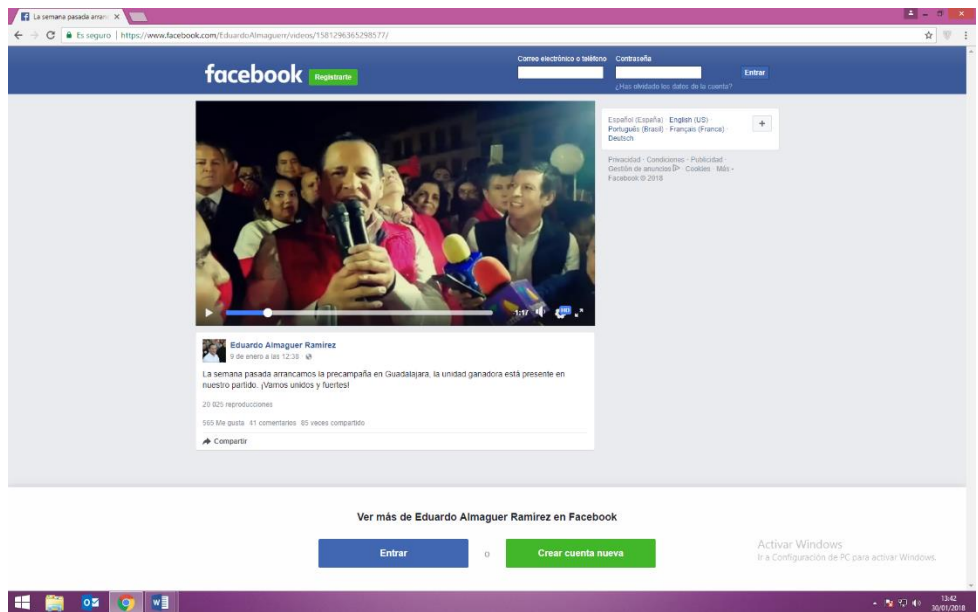 La semana pasada arran
Es seguro | https://www.facebook.com/EduardoAlmaguerr/videos/1581296365298577/
facebook
Registrarte
Correo electrónico o teléfono
Contraseña
Entrar
¿Has olvidado los datos de la cuenta?
Español (España) · English (US) ·
Português (Brasil) · Français (France) ·
Deutsch
+
Privacidad · Condiciones · Publicidad ·
Gestión de anuncios · Cookies · Más
Facebook © 2018
1:17
HD
Eduardo Almaguer Ramirez
9 de enero a las 12:38
La semana pasada arrancamos la precampaña en Guadalajara, la unidad ganadora está presente en
nuestro partido. ¡Vamos unidos y fuertes!
20 825 reproducciones
565 Me gusta 41 comentarios 85 veces compartido
Compartir
Ver más de Eduardo Almaguer Ramirez en Facebook
Entrar
o
Crear cuenta nueva
Activar Windows
Ir a Configuración de PC para activar Windows.
13:42
30/01/2018